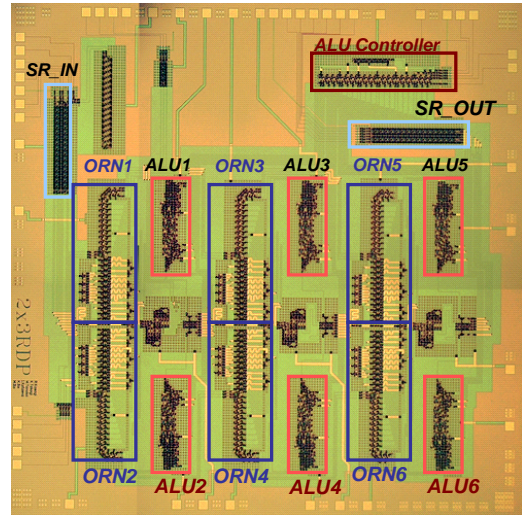 ALU Controller
SR_IN
SR_OUT
ORN1
ALU1
ORN3
ALU3
ORN5
ALU5
2x3RDP
ORN2
ALU2
ORN4
ALU4
ORN6
ALU6